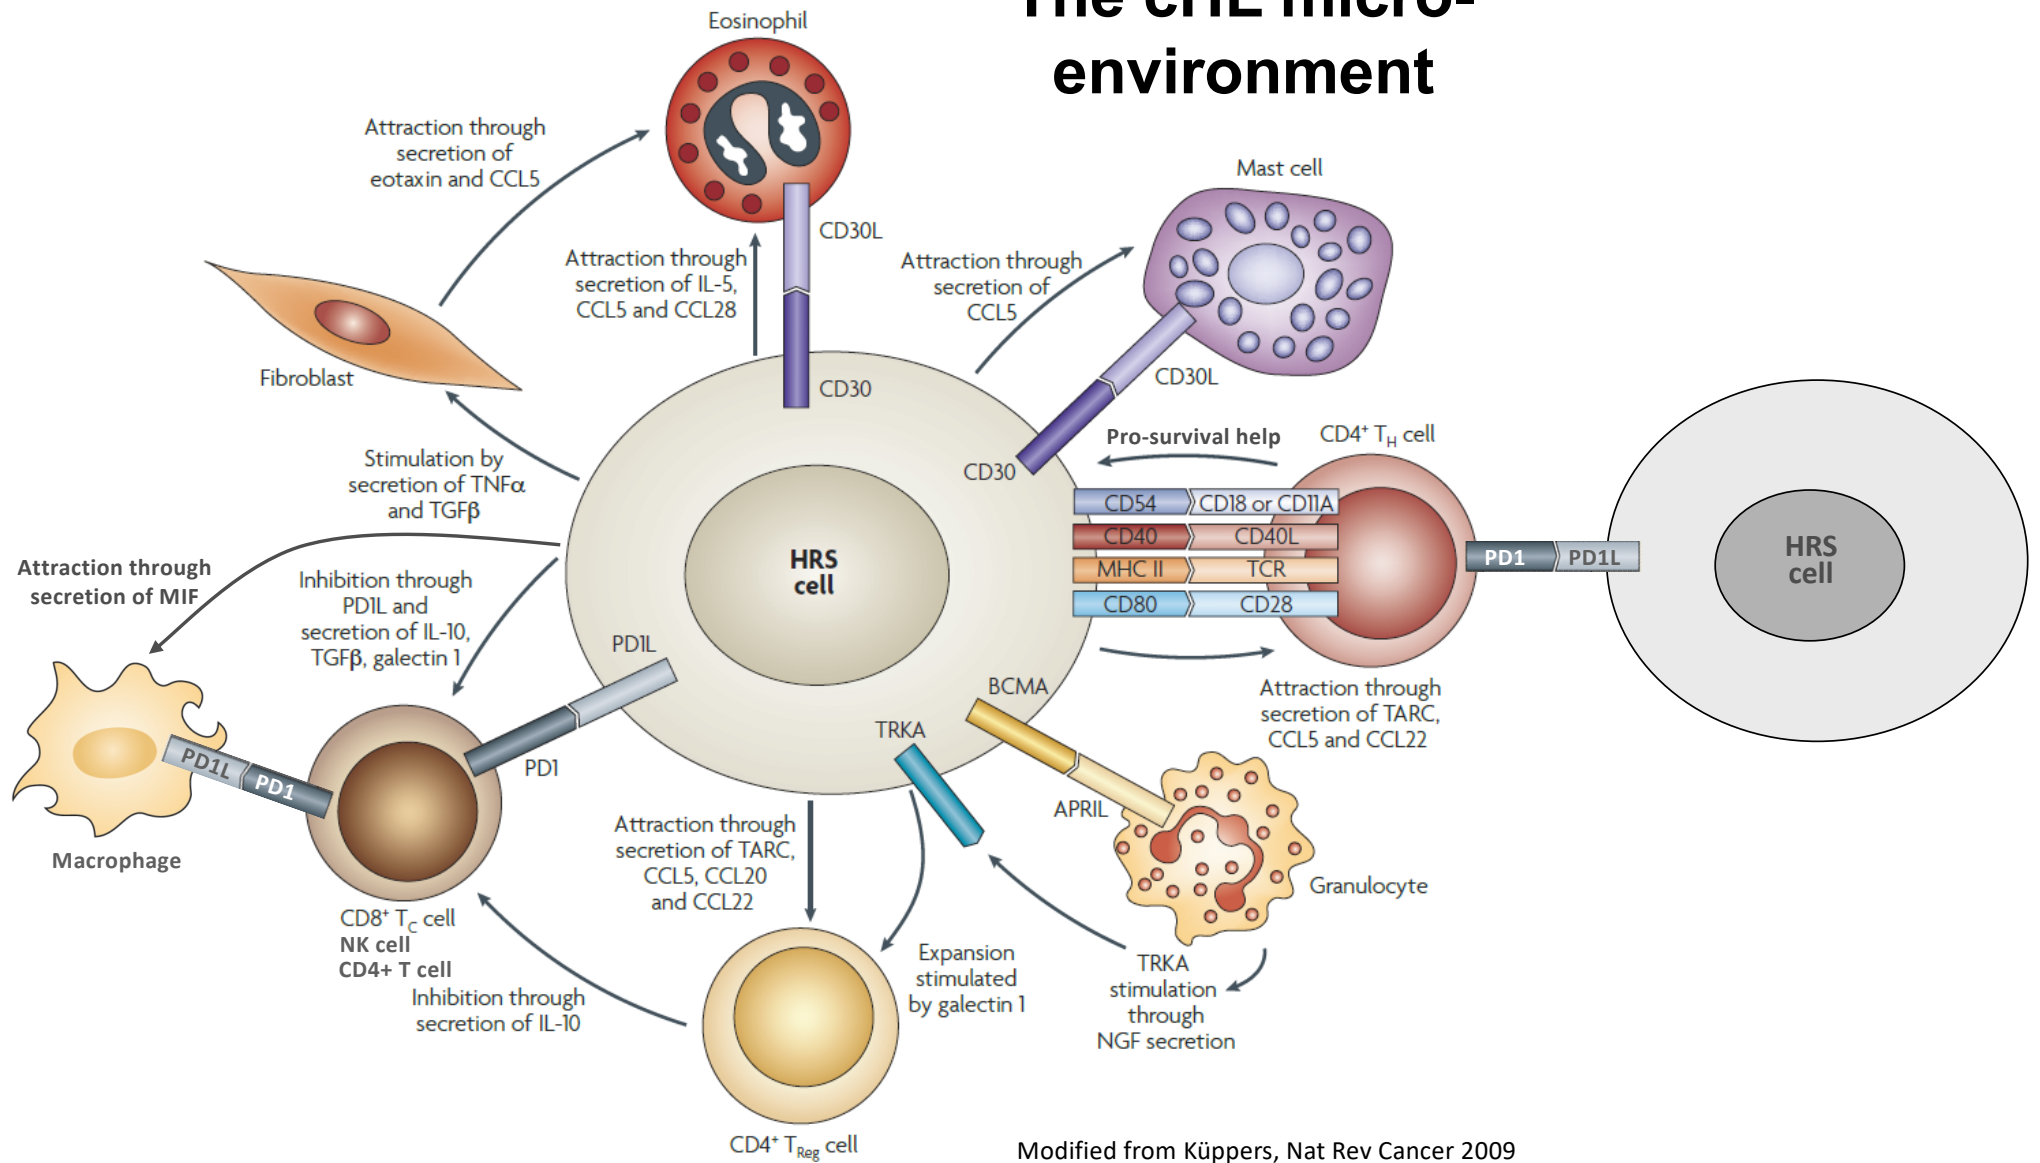 The cHL micro-
environment
Eosinophil
Attraction through
secretion of
eotaxin and CCL5
Mast cell
CD30L
Attraction through
secretion of IL-5,
CCL5 and CCL28
Attraction through
secretion of
CCL5
Fibroblast
CD30
CD30L
CD30
Pro-survival help
CD4⁺ T_H cell
Stimulation by
secretion of TNFα
and TGFβ
CD54 CD18 or CD11A
CD40 CD40L
MHC II TCR
CD80 CD28
PD1 PD1L
HRS
cell
HRS
cell
Attraction through
secretion of MIF
Inhibition through
PD1L and
secretion of IL-10,
TGFβ, galectin 1
PD1L
BCMA
Attraction through
secretion of TARC,
CCL5 and CCL22
TRKA
PD1L PD1
PD1
APRIL
Macrophage
Attraction through
secretion of TARC,
CCL5, CCL20
and CCL22
Granulocyte
CD8⁺ T_C cell
NK cell
CD4+ T cell
Inhibition through
secretion of IL-10
Expansion
stimulated
by galectin 1
TRKA
stimulation
through
NGF secretion
CD4⁺ T_Reg cell
Modified from Küppers, Nat Rev Cancer 2009